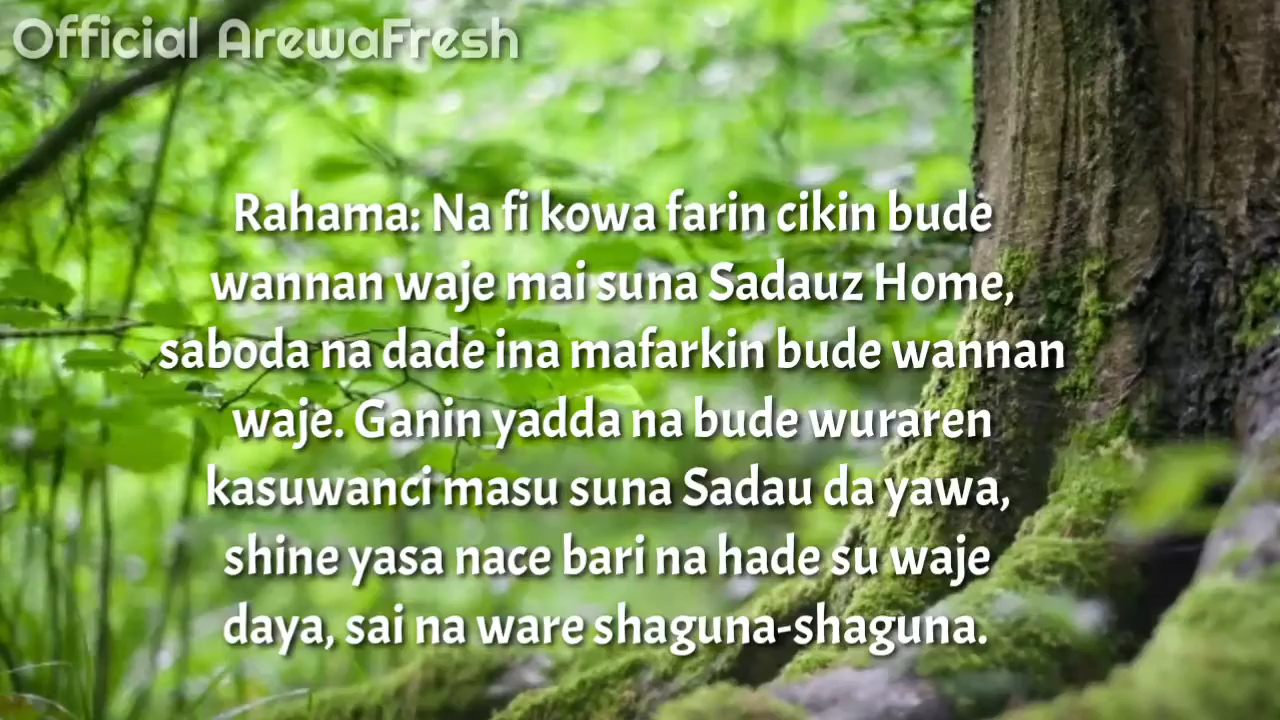 Official ArewaFresh
Rahama: Na fi kowa farin cikin bude
wannan waje mai suna Sadauz Home,
saboda na dade ina mafarkin bude wannan
waje. Ganin yadda na bude wuraren
kasuwanci masu suna Sadau da yawa,
shine yasa nace bari na hade su waje
daya, sai na ware shaguna-shaguna.